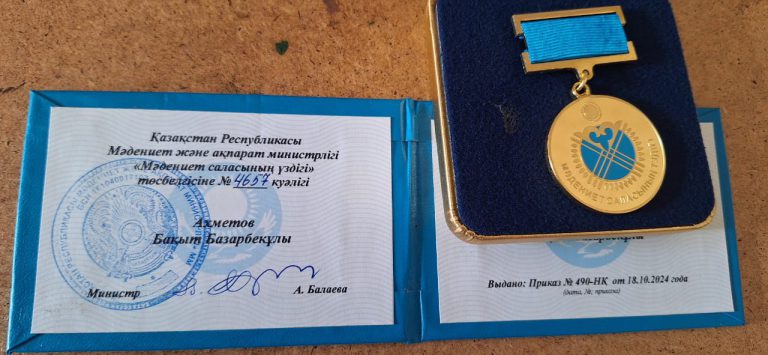 Қазақстан Республикасы
Мәдениет және ақпарат министрлігі
«Мәдениет саласының үздігі»
төсбелгісіне № 4657 куәлігі
Ахметов
Бақыт Базарбекұлы
Министр А. Балаева
МӘДЕНИЕТ САЛАСЫНЫҢ ҮЗДІГІ
Выдано: Приказ № 490-НҚ от 18.10.2024 года
(дата, №, приказа)